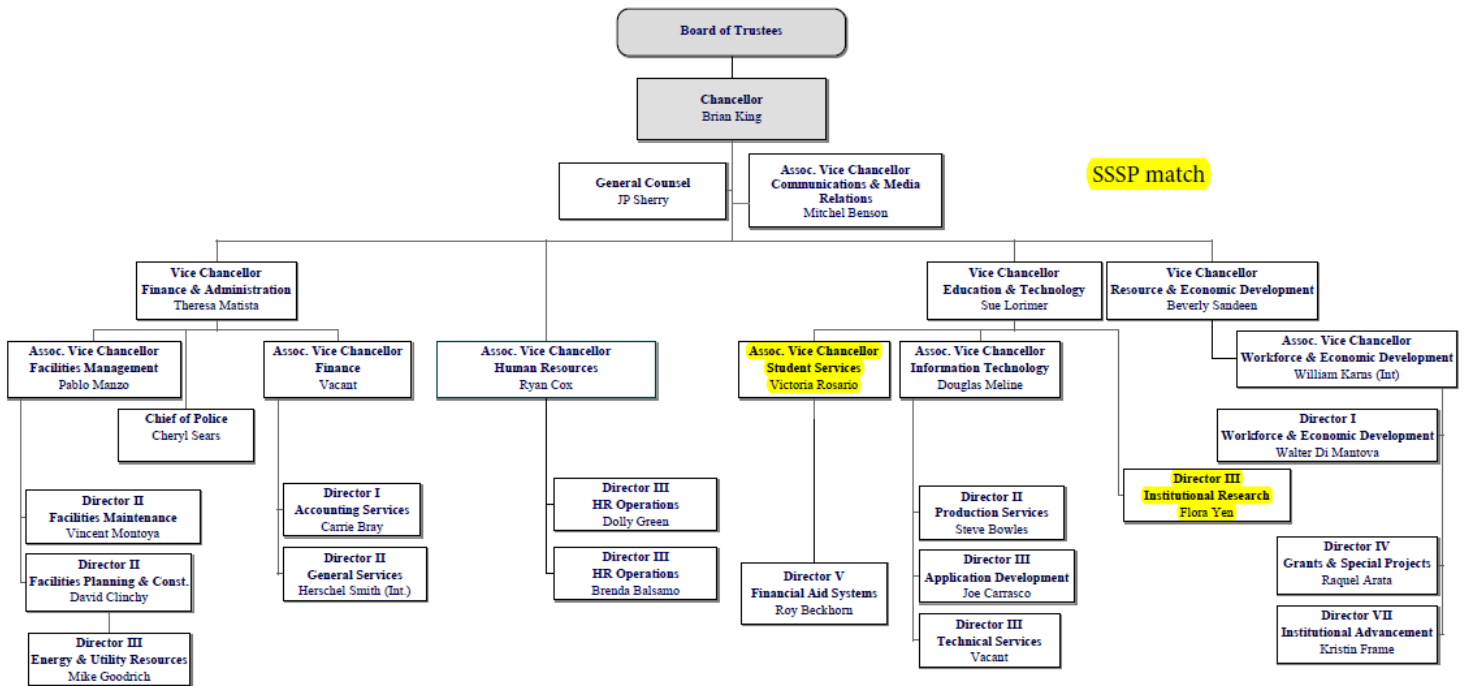 Board of Trustees
Chancellor
Brian King
General Counsel
JP Sherry
Assoc. Vice Chancellor
Communications & Media
Relations
Mitchel Benson
SSSP match
Vice Chancellor
Finance & Administration
Theresa Matista
Vice Chancellor
Education & Technology
Sue Lorimer
Vice Chancellor
Resource & Economic Development
Beverly Sandeen
Assoc. Vice Chancellor
Facilities Management
Pablo Manzo
Assoc. Vice Chancellor
Finance
Vacant
Assoc. Vice Chancellor
Human Resources
Ryan Cox
Assoc. Vice Chancellor
Student Services
Victoria Rosario
Assoc. Vice Chancellor
Information Technology
Douglas Meline
Assoc. Vice Chancellor
Workforce & Economic Development
William Karns (Int)
Chief of Police
Cheryl Sears
Director I
Workforce & Economic Development
Walter Di Mantova
Director II
Facilities Maintenance
Vincent Montoya
Director I
Accounting Services
Carrie Bray
Director III
HR Operations
Dolly Green
Director II
Production Services
Steve Bowles
Director III
Institutional Research
Flora Yen
Director II
Facilities Planning & Const.
David Clinchy
Director II
General Services
Herschel Smith (Int.)
Director III
HR Operations
Brenda Balsamo
Director V
Financial Aid Systems
Roy Beckhorn
Director III
Application Development
Joe Carrasco
Director IV
Grants & Special Projects
Raquel Arata
Director III
Energy & Utility Resources
Mike Goodrich
Director III
Technical Services
Vacant
Director VII
Institutional Advancement
Kristin Frame